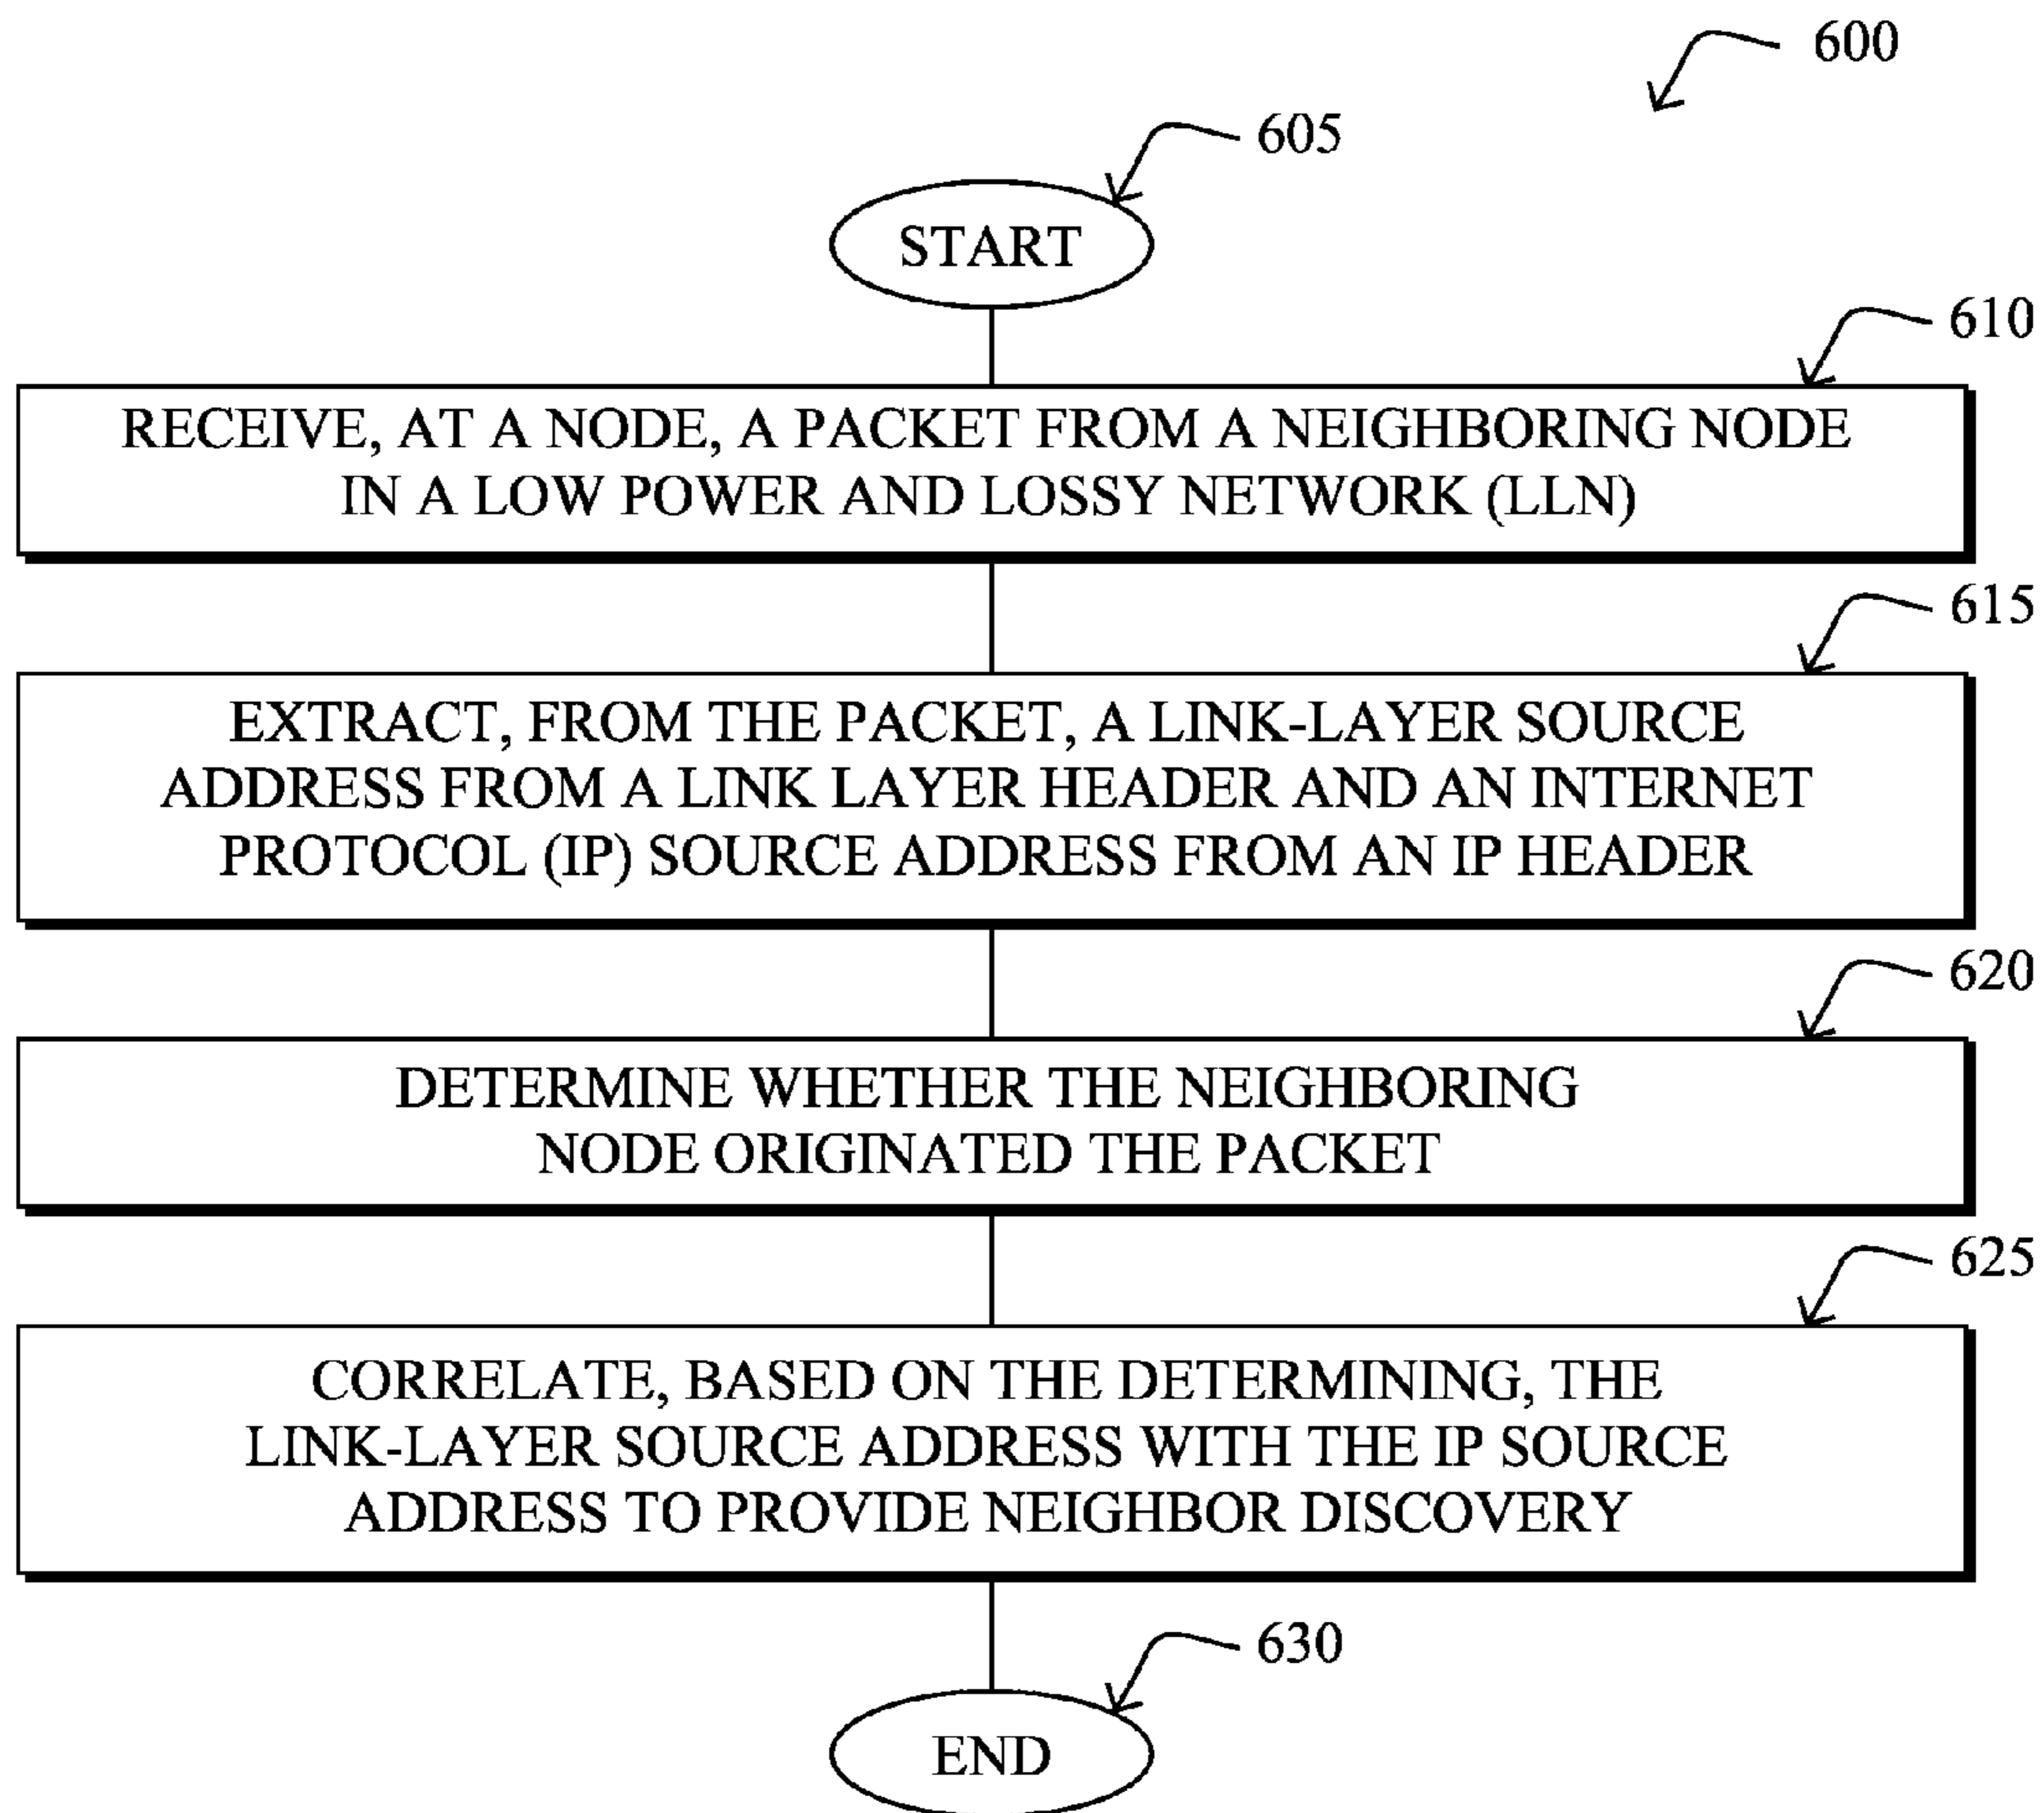 600
605
START
610
RECEIVE, AT A NODE, A PACKET FROM A NEIGHBORING NODE
IN A LOW POWER AND LOSSY NETWORK (LLN)
615
EXTRACT, FROM THE PACKET, A LINK-LAYER SOURCE
ADDRESS FROM A LINK LAYER HEADER AND AN INTERNET
PROTOCOL (IP) SOURCE ADDRESS FROM AN IP HEADER
620
DETERMINE WHETHER THE NEIGHBORING
NODE ORIGINATED THE PACKET
625
CORRELATE, BASED ON THE DETERMINING, THE
LINK-LAYER SOURCE ADDRESS WITH THE IP SOURCE
ADDRESS TO PROVIDE NEIGHBOR DISCOVERY
630
END